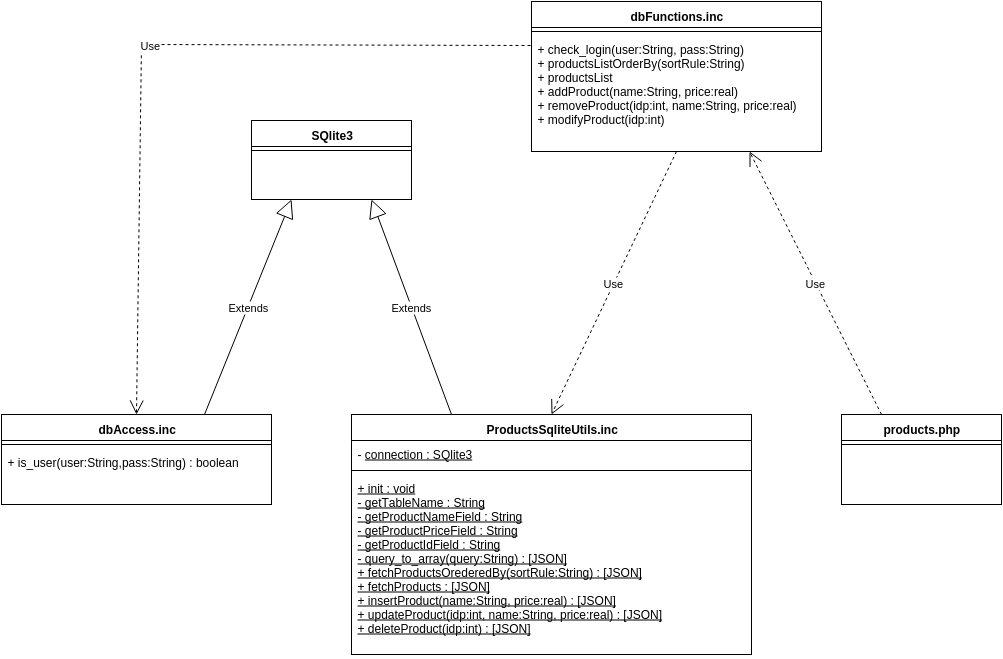 dbFunctions.inc
+ check_login(user:String, pass:String)
+ productsListOrderBy(sortRule:String)
+ productsList
+ addProduct(name:String, price:real)
+ removeProduct(idp:int, name:String, price:real)
+ modifyProduct(idp:int)
Use
SQlite3
Use
Use
Extends
Extends
dbAccess.inc
+ is_user(user:String,pass:String) : boolean
ProductsSqliteUtils.inc
- connection : SQlite3
+ init : void
- getTableName : String
- getProductNameField : String
- getProductPriceField : String
- getProductIdField : String
- query_to_array(query:String) : [JSON]
+ fetchProductsOrederedBy(sortRule:String) : [JSON]
+ fetchProducts : [JSON]
+ insertProduct(name:String, price:real) : [JSON]
+ updateProduct(idp:int, name:String, price:real) : [JSON]
+ deleteProduct(idp:int) : [JSON]
products.php